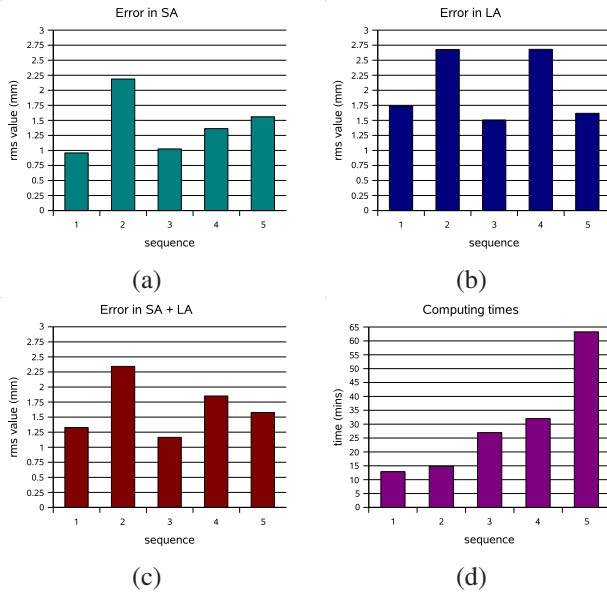 Error in SA
3
2.75
2.5
2.25
2
1.75
1.5
1.25
1
0.75
0.5
0.25
0
rms value (mm)
1 2 3 4 5
sequence
(a)
Error in LA
3
2.75
2.5
2.25
2
1.75
1.5
1.25
1
0.75
0.5
0.25
0
rms value (mm)
1 2 3 4 5
sequence
(b)
Error in SA + LA
3
2.75
2.5
2.25
2
1.75
1.5
1.25
1
0.75
0.5
0.25
0
rms value (mm)
1 2 3 4 5
sequence
(c)
Computing times
65
60
55
50
45
40
35
30
25
20
15
10
5
0
time (mins)
1 2 3 4 5
sequence
(d)